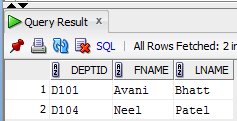 Query Result
SQL | All Rows Fetched: 2 in
DEPTID FNAME LNAME
1 D101 Avani Bhatt
2 D104 Neel Patel